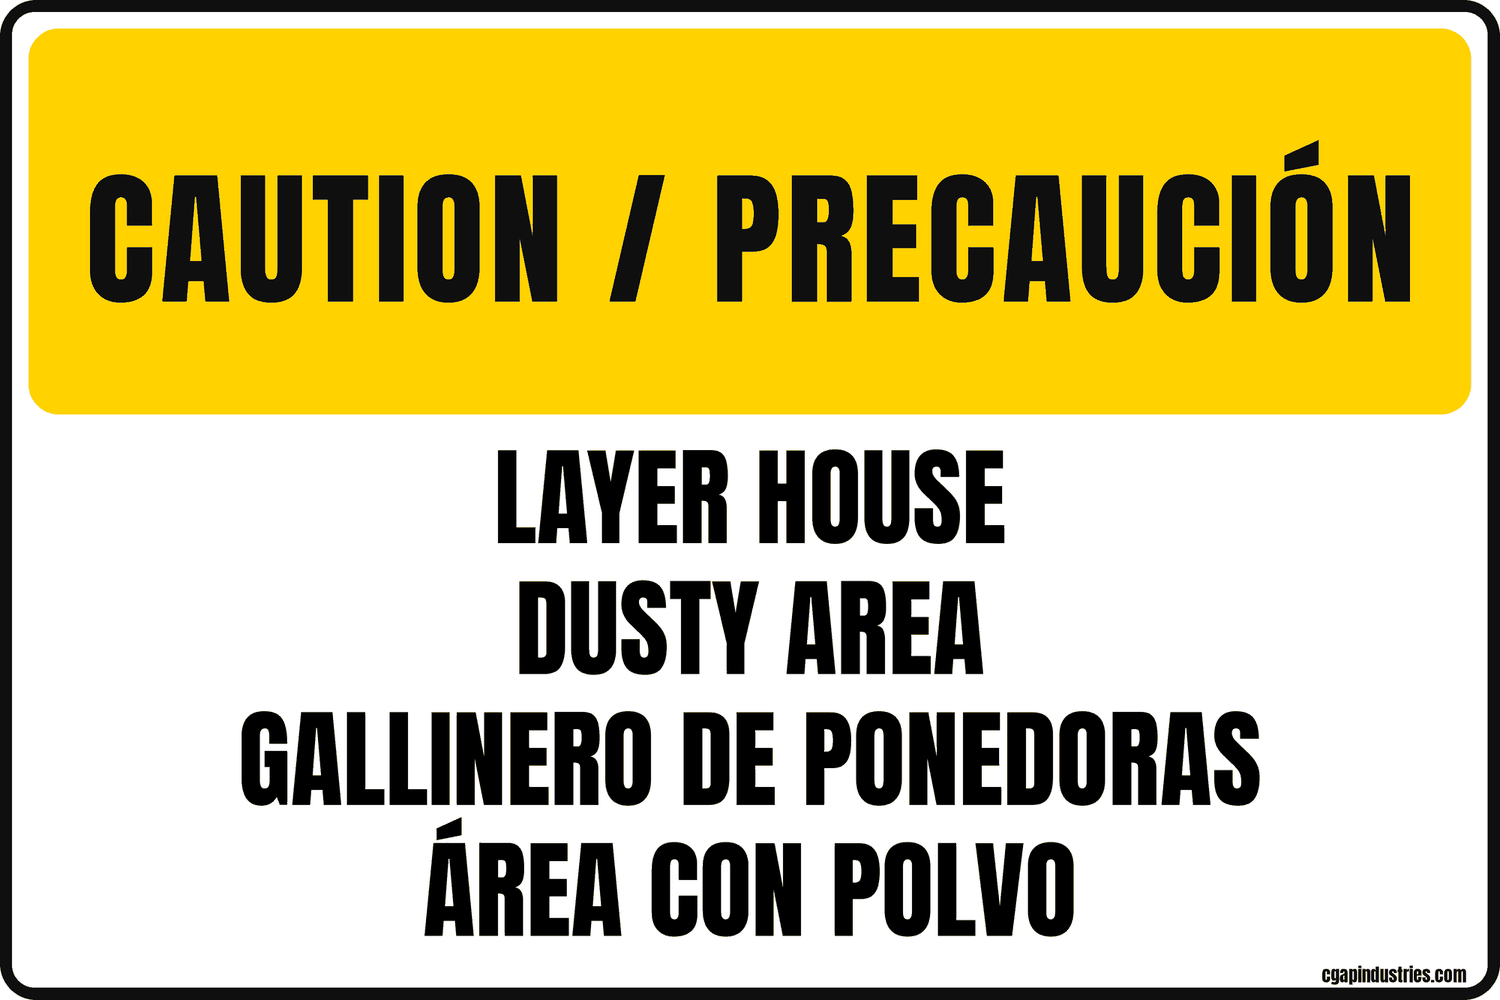 CAUTION / PRECAUCIÓN
LAYER HOUSE
DUSTY AREA
GALLINERO DE PONEDORAS
ÁREA CON POLVO
cgapindustries.com